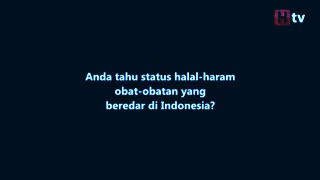 H tv
Anda tahu status halal-haram
obat-obatan yang
beredar di Indonesia?